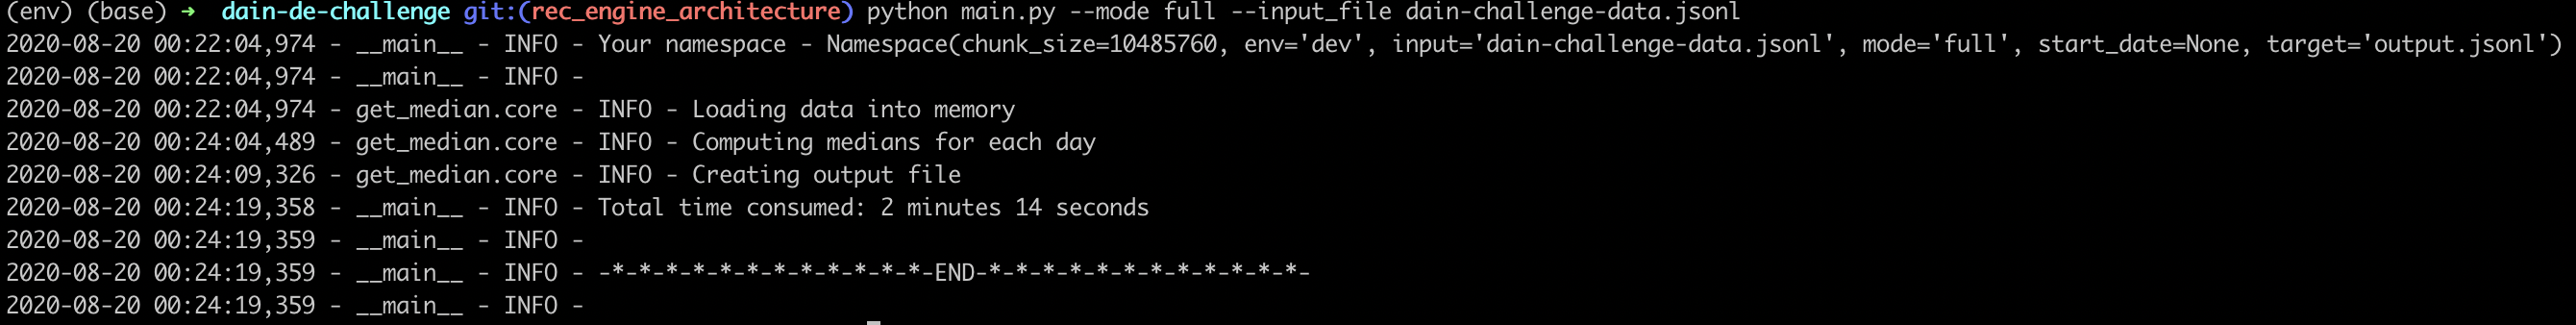 (env) (base) ➜  dain-de-challenge git:(rec_engine_architecture) python main.py --mode full --input_file dain-challenge-data.jsonl
2020-08-20 00:22:04,974 - __main__ - INFO - Your namespace - Namespace(chunk_size=10485760, env='dev', input='dain-challenge-data.jsonl', mode='full', start_date=None, target='output.jsonl')
2020-08-20 00:22:04,974 - __main__ - INFO -
2020-08-20 00:22:04,974 - get_median.core - INFO - Loading data into memory
2020-08-20 00:24:04,489 - get_median.core - INFO - Computing medians for each day
2020-08-20 00:24:09,326 - get_median.core - INFO - Creating output file
2020-08-20 00:24:19,358 - __main__ - INFO - Total time consumed: 2 minutes 14 seconds
2020-08-20 00:24:19,359 - __main__ - INFO -
2020-08-20 00:24:19,359 - __main__ - INFO - -*-*-*-*-*-*-*-*-*-*-*-*-END-*-*-*-*-*-*-*-*-*-*-*-*-
2020-08-20 00:24:19,359 - __main__ - INFO -